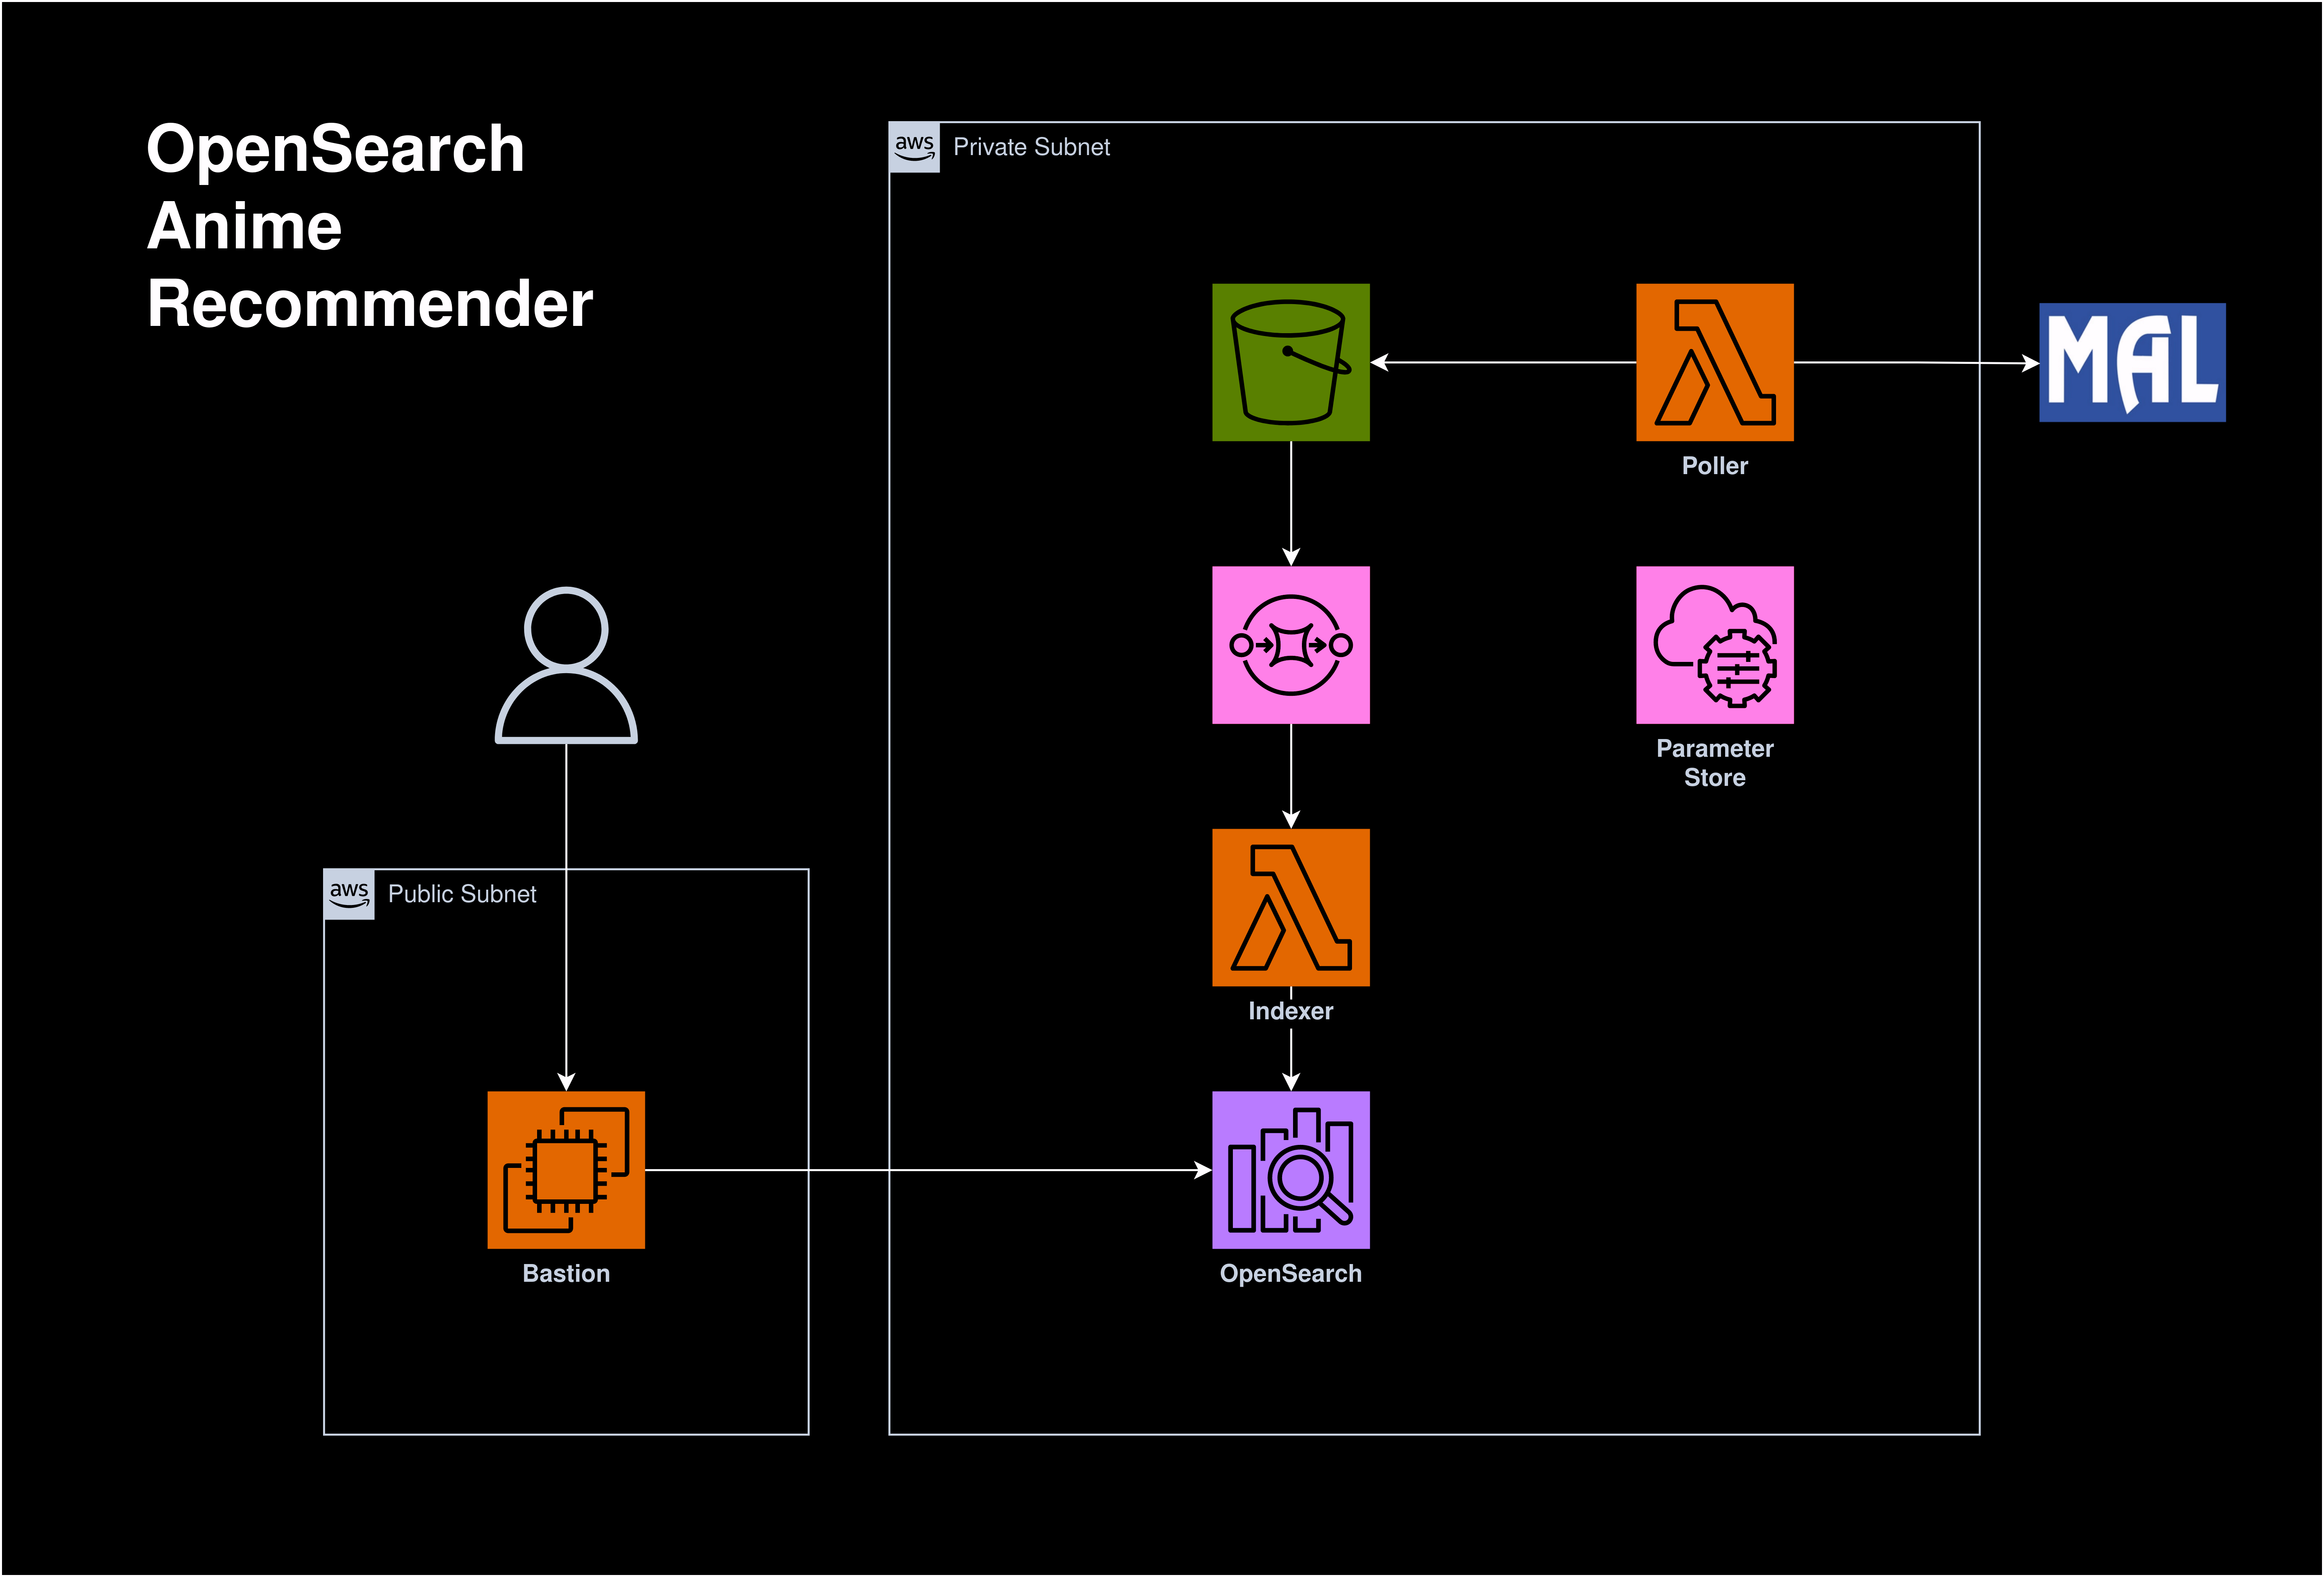 OpenSearch
Anime
Recommender
aws
Private Subnet
MAL
Poller
Parameter
Store
aws
Public Subnet
Indexer
Bastion
OpenSearch